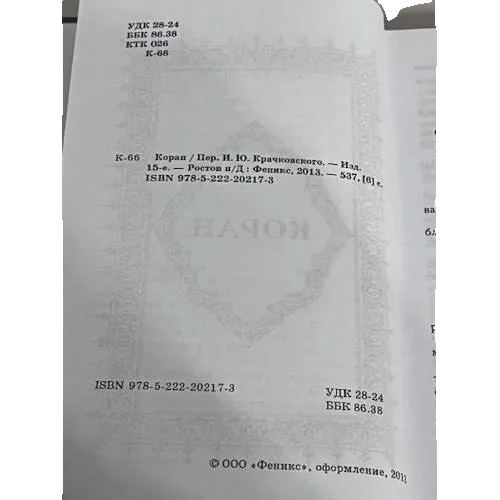 УДК 28-24
ББК 86.38
КТК 026
К-66
К-66 Коран / Пер. И. Ю. Крачковского. — Изд.
15-е. — Ростов н/Д : Феникс, 2013. — 537, [6] с.
ISBN 978-5-222-20217-3
КОРАН
ISBN 978-5-222-20217-3
УДК 28-24
ББК 86.38
© ООО «Феникс», оформление, 2013